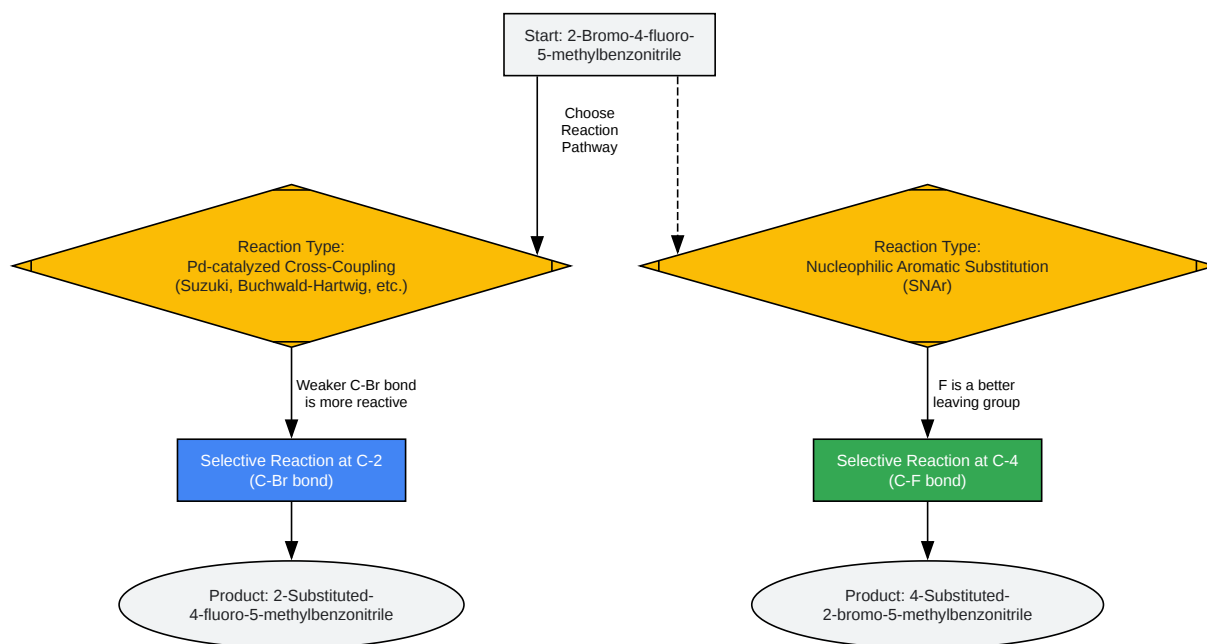 Start: 2-Bromo-4-fluoro-
5-methylbenzonitrile
Choose
Reaction
Pathway
Reaction Type:
Pd-catalyzed Cross-Coupling
(Suzuki, Buchwald-Hartwig, etc.)
Reaction Type:
Nucleophilic Aromatic Substitution
(SNAr)
Weaker C-Br bond
is more reactive
F is a better
leaving group
Selective Reaction at C-2
(C-Br bond)
Selective Reaction at C-4
(C-F bond)
Product: 2-Substituted-
4-fluoro-5-methylbenzonitrile
Product: 4-Substituted-
2-bromo-5-methylbenzonitrile